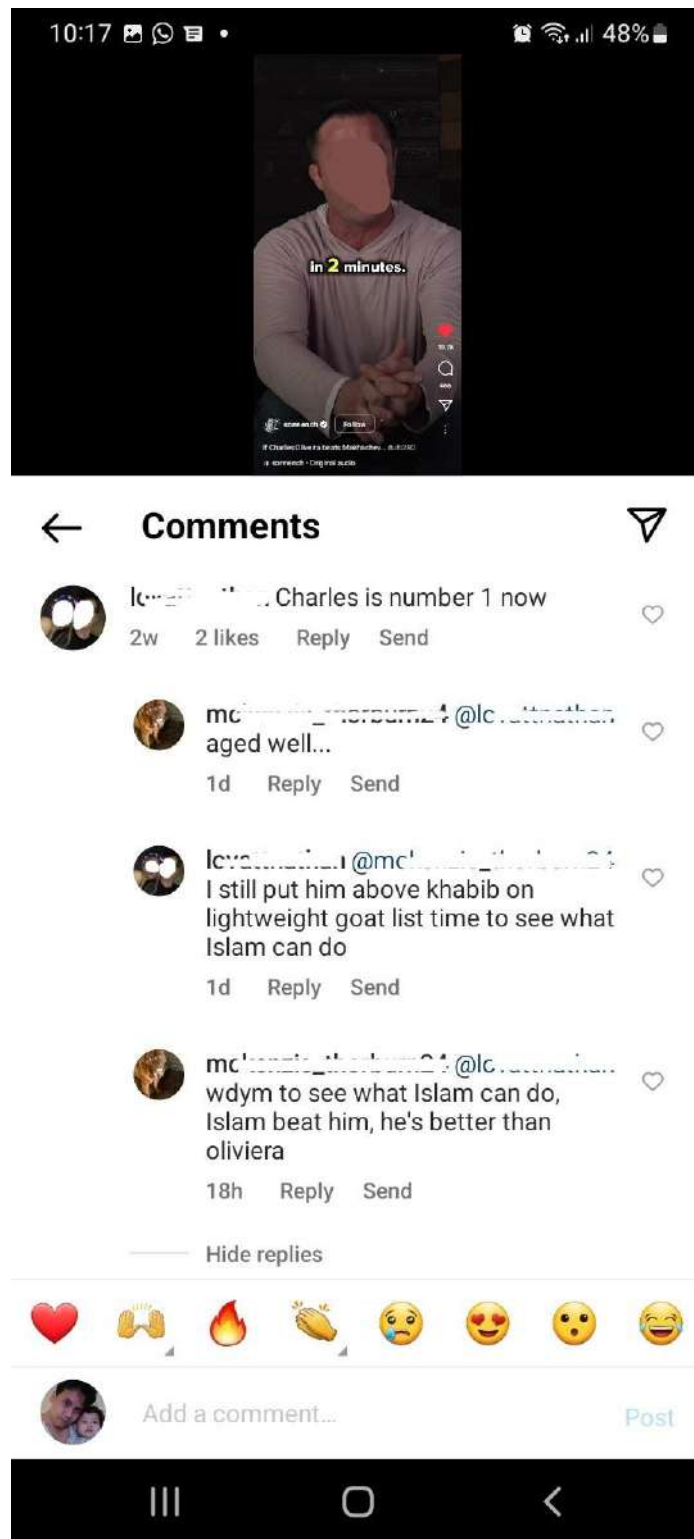 10:17
48%
in 2 minutes.
Follow
Original audio
Comments
Charles is number 1 now
2w 2 likes Reply Send
aged well...
1d Reply Send
I still put him above khabib on
lightweight goat list time to see what
Islam can do
1d Reply Send
wdym to see what Islam can do,
Islam beat him, he's better than
oliviera
18h Reply Send
Hide replies
Add a comment...
Post